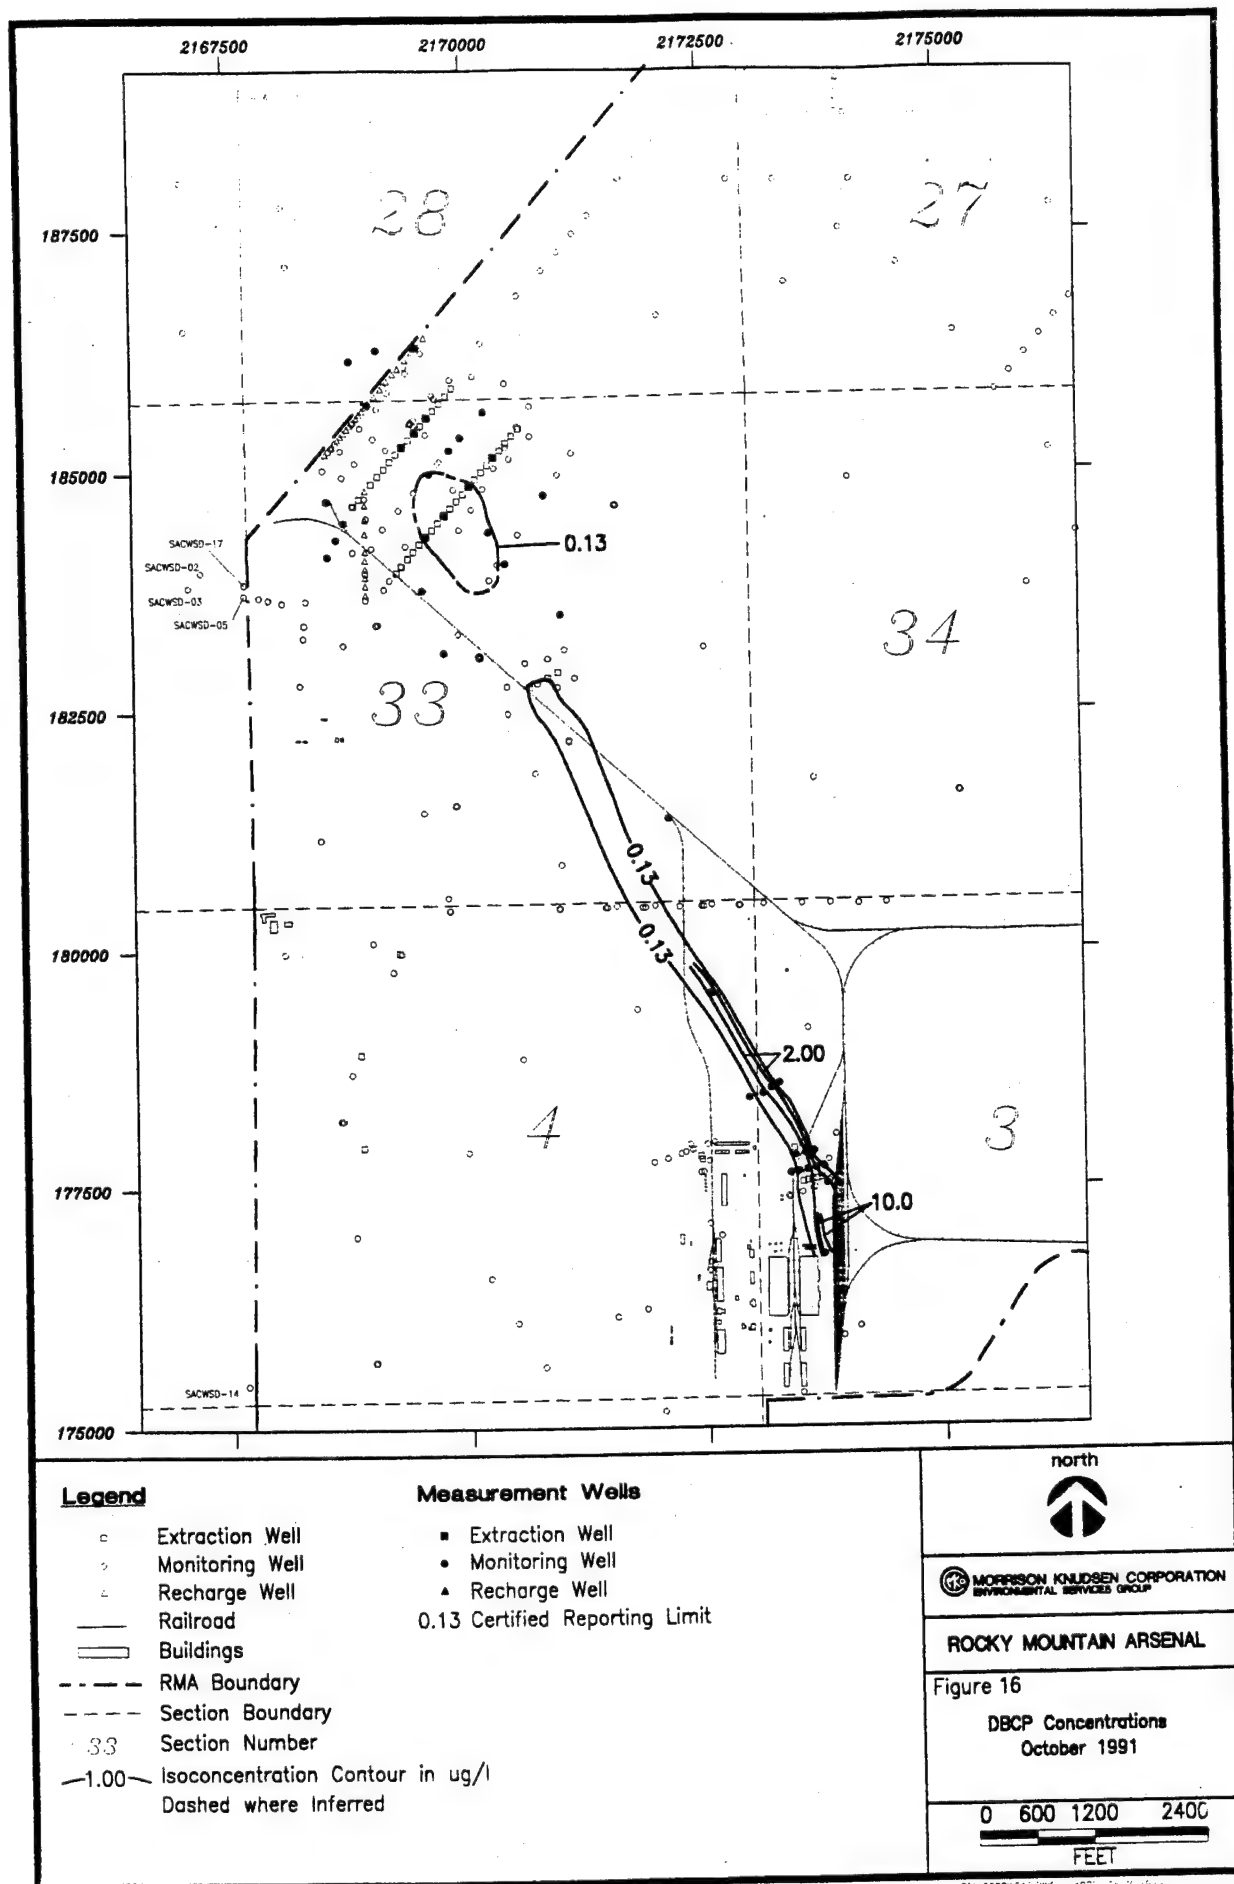 2167500 2170000 2172500 2175000
28
27
187500
185000
0.13
SACWSD-17
SACWSD-02
SACWSD-03
SACWSD-05
34
33
182500
0.13
0.13
180000
2.00
4
3
177500
10.0
SACWSD-14
175000
Legend
Extraction Well
Monitoring Well
Recharge Well
Railroad
Buildings
RMA Boundary
Section Boundary
33 Section Number
1.00 Isoconcentration Contour in ug/l
Dashed where Inferred
Measurement Wells
Extraction Well
Monitoring Well
Recharge Well
0.13 Certified Reporting Limit
north
MK MORRISON KNUDSEN CORPORATION
ENVIRONMENTAL SERVICES GROUP
ROCKY MOUNTAIN ARSENAL
Figure 16
DBCP Concentrations
October 1991
0 600 1200 2400
FEET